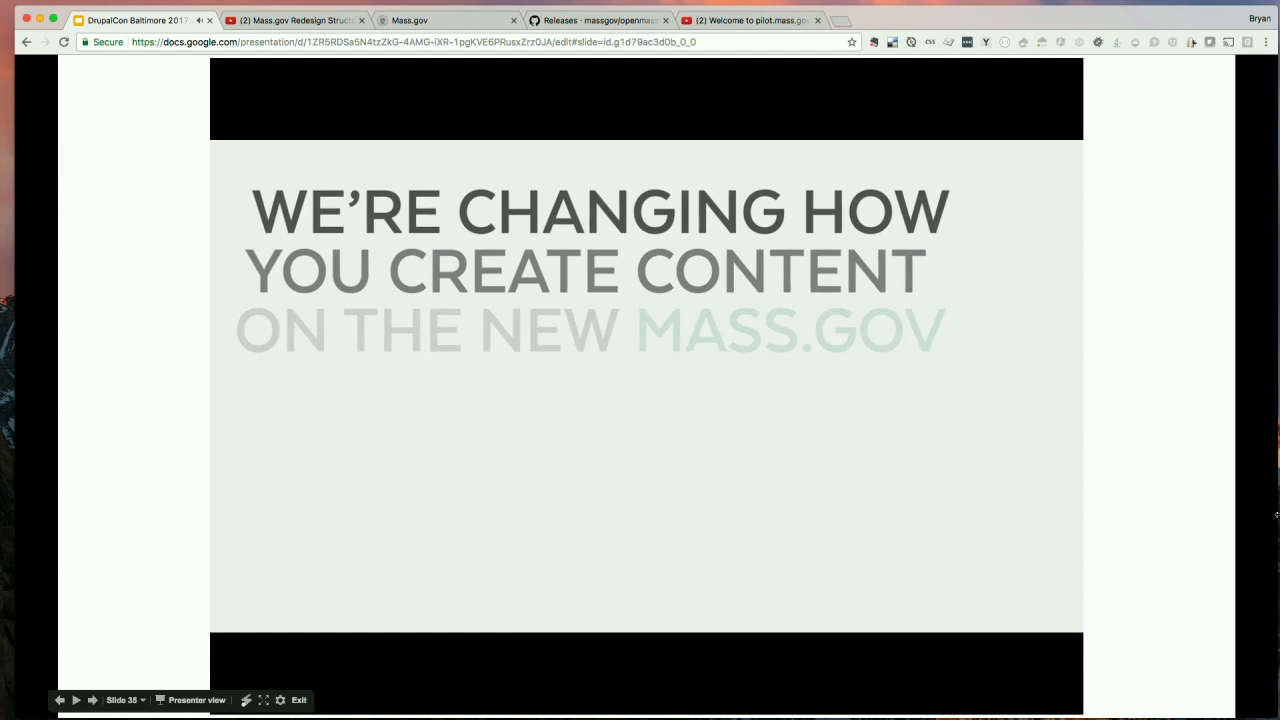 DrupalCon Baltimore 2017
(2) Mass.gov Redesign Struct
Mass.gov
Releases · massgov/openmass
(2) Welcome to pilot.mass.gov
Bryan
Secure
https://docs.google.com/presentation/d/1ZR5RDSa5N4tzZkG-4AMG-iXR-1pgKVE6PRusxZrz0JA/edit#slide=id.g1d79ac3d0b_0_0
WE’RE CHANGING HOW
YOU CREATE CONTENT
ON THE NEW MASS.GOV
Slide 35
Presenter view
Exit